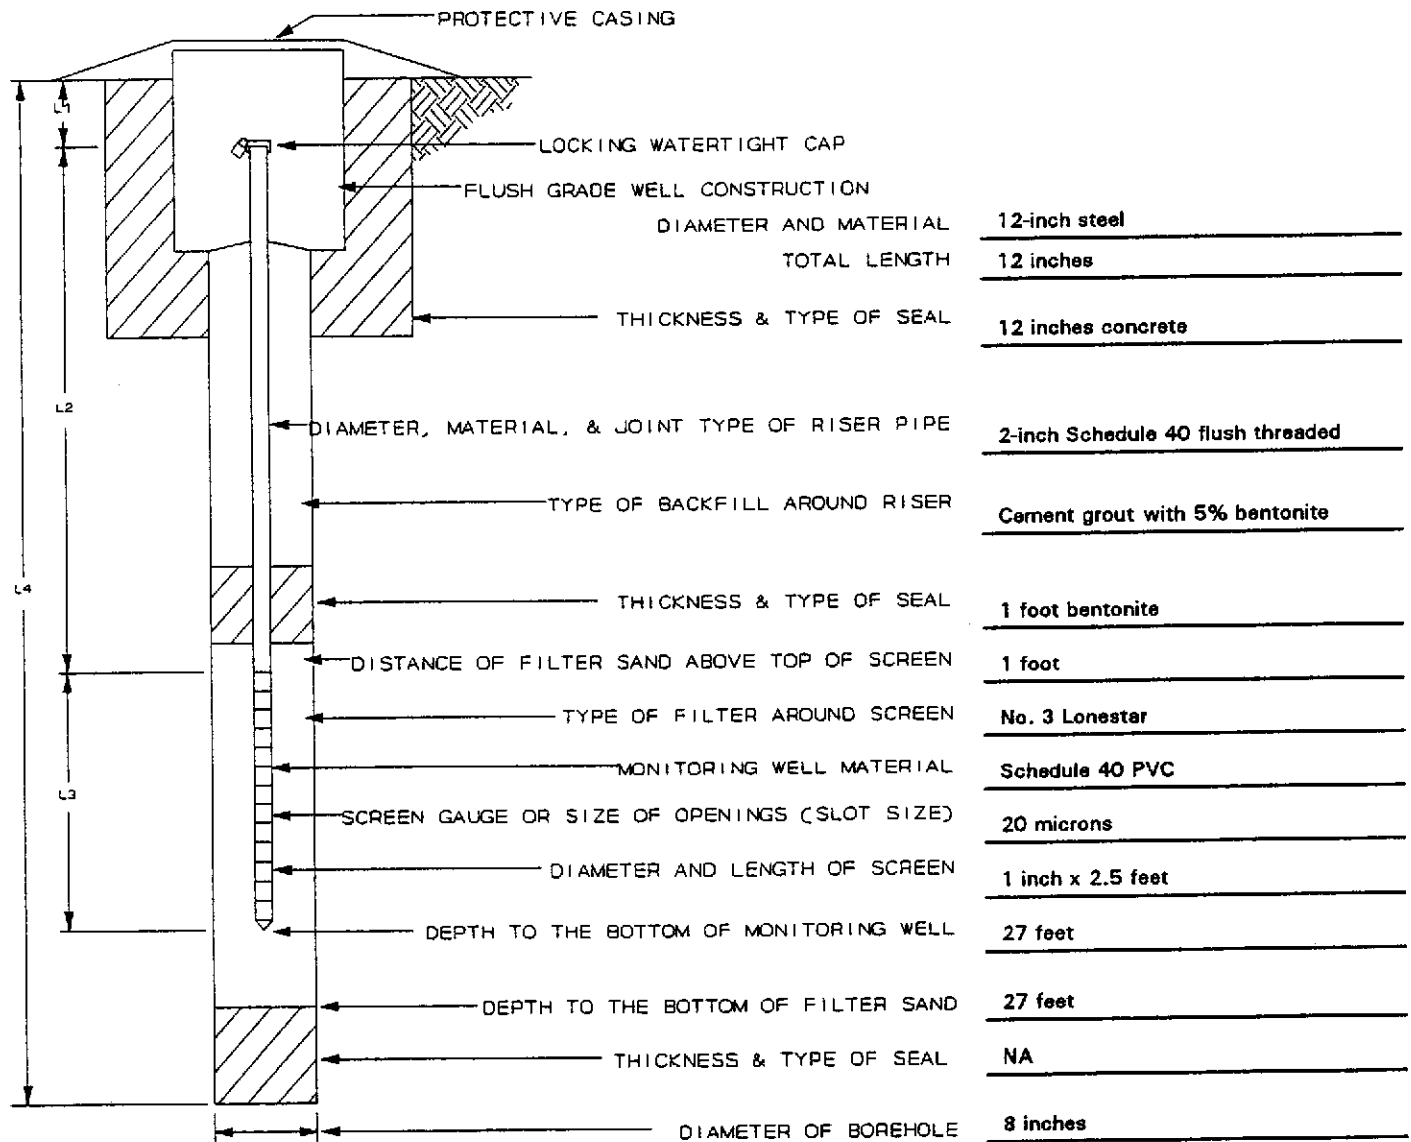 PROTECTIVE CASING
L1
LOCKING WATERTIGHT CAP
FLUSH GRADE WELL CONSTRUCTION
DIAMETER AND MATERIAL 12-inch steel
TOTAL LENGTH 12 inches
THICKNESS & TYPE OF SEAL 12 inches concrete
L2
DIAMETER, MATERIAL, & JOINT TYPE OF RISER PIPE 2-inch Schedule 40 flush threaded
TYPE OF BACKFILL AROUND RISER Cement grout with 5% bentonite
L4
THICKNESS & TYPE OF SEAL 1 foot bentonite
DISTANCE OF FILTER SAND ABOVE TOP OF SCREEN 1 foot
TYPE OF FILTER AROUND SCREEN No. 3 Lonestar
MONITORING WELL MATERIAL Schedule 40 PVC
L3
SCREEN GAUGE OR SIZE OF OPENINGS (SLOT SIZE) 20 microns
DIAMETER AND LENGTH OF SCREEN 1 inch x 2.5 feet
DEPTH TO THE BOTTOM OF MONITORING WELL 27 feet
DEPTH TO THE BOTTOM OF FILTER SAND 27 feet
THICKNESS & TYPE OF SEAL NA
DIAMETER OF BOREHOLE 8 inches